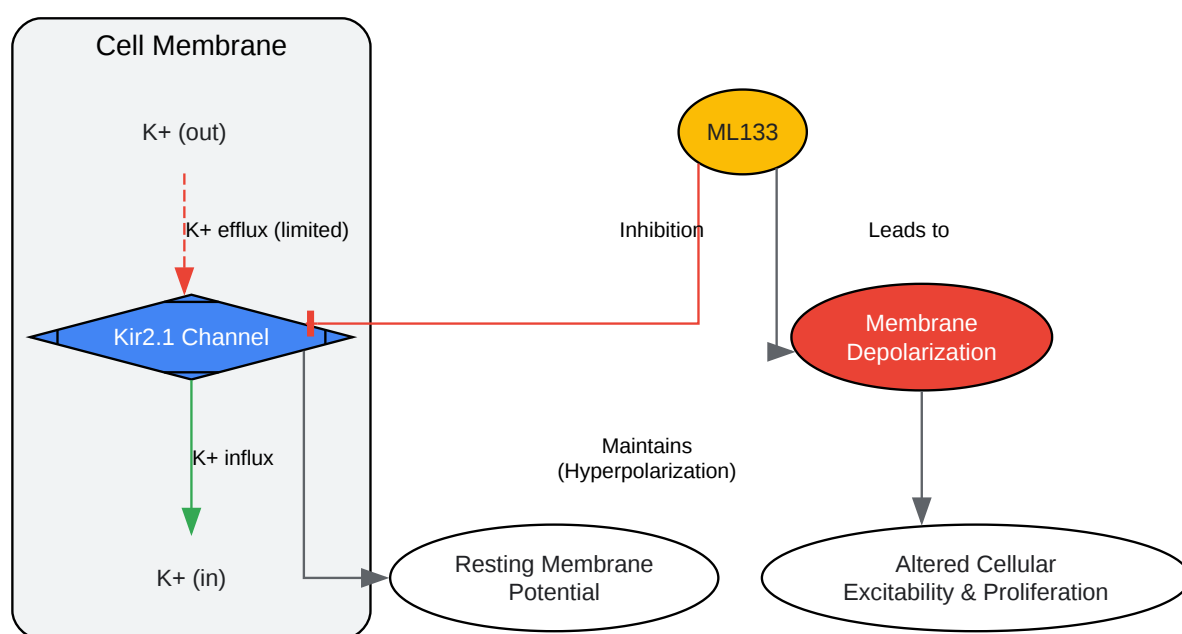 Cell Membrane
K+ (out)
ML133
K+ efflux (limited)
Inhibition
Leads to
Kir2.1 Channel
Membrane
Depolarization
K+ influx
Maintains
(Hyperpolarization)
K+ (in)
Resting Membrane
Potential
Altered Cellular
Excitability & Proliferation